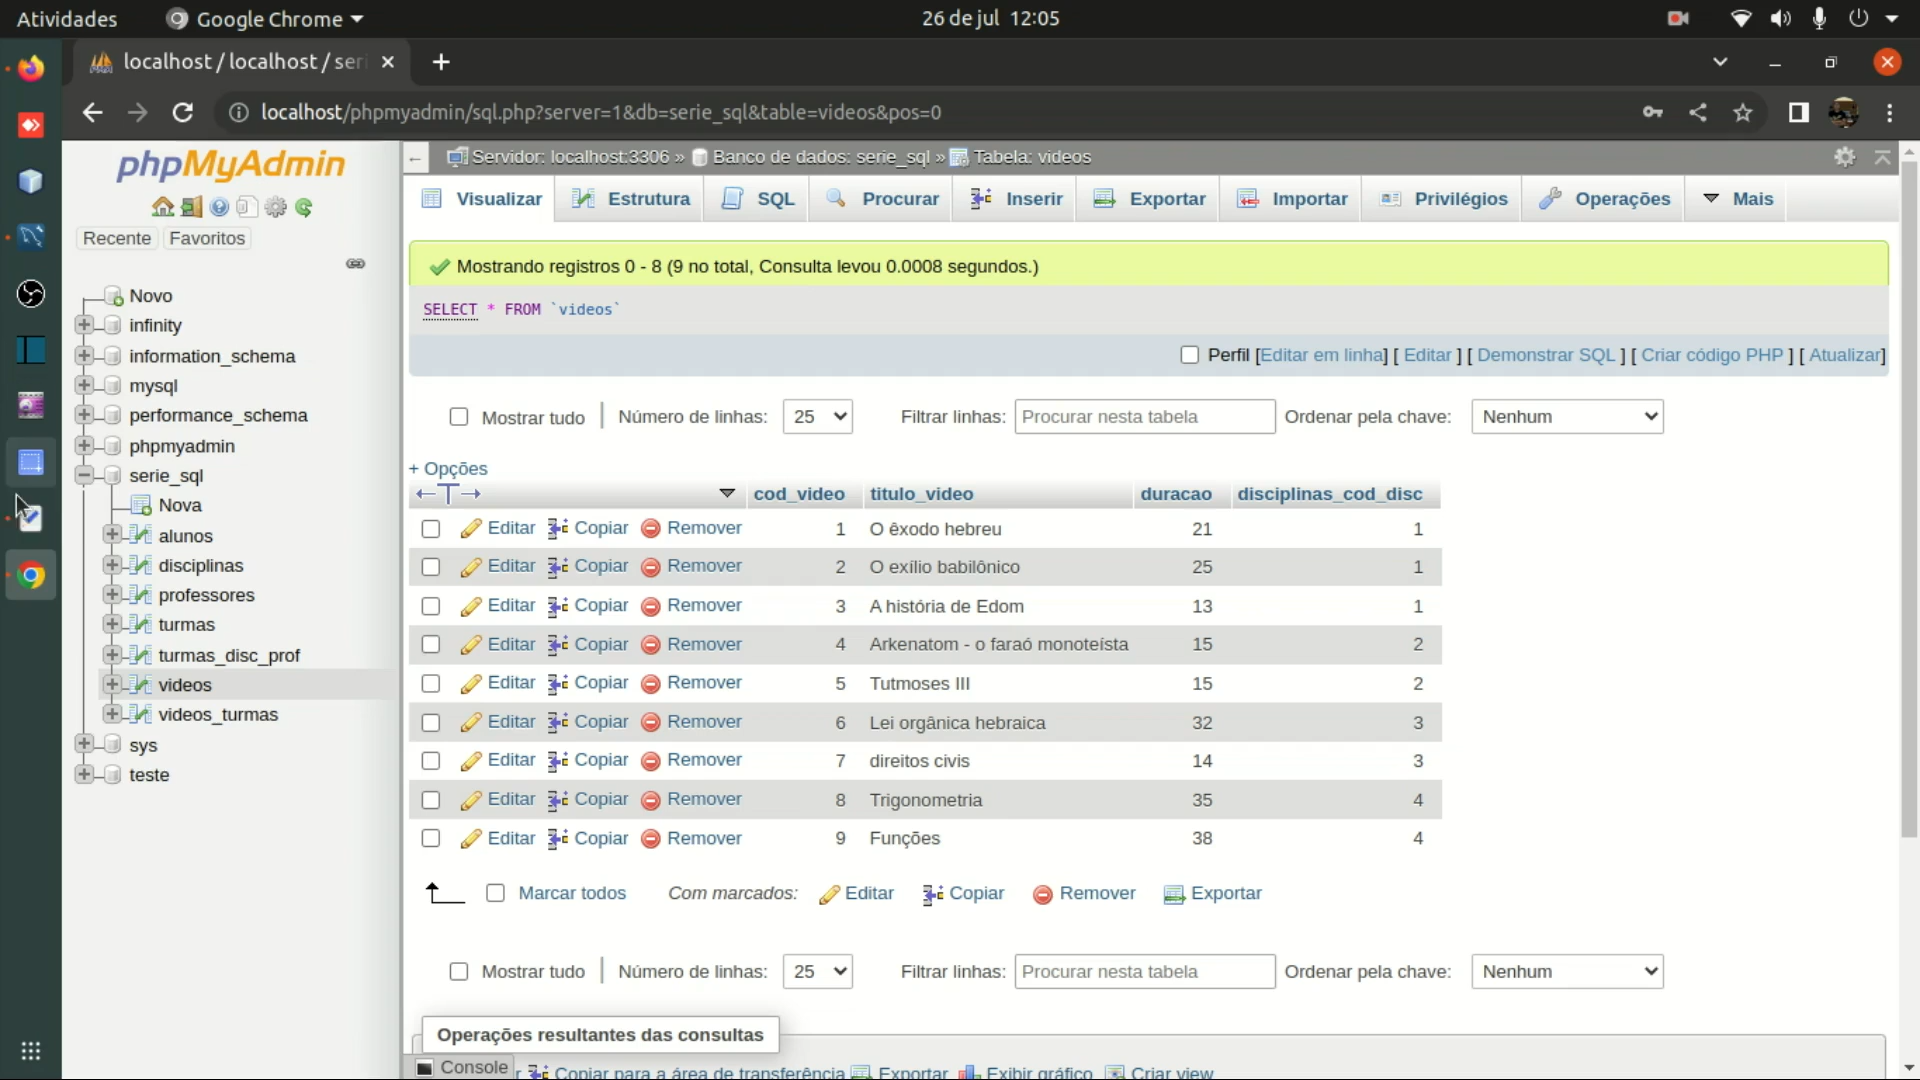 Atividades Google Chrome 26 de jul 12:05
localhost / localhost / seri
localhost/phpmyadmin/sql.php?server=1&db=serie_sql&table=videos&pos=0
phpMyAdmin
Recente Favoritos
Novo
infinity
information_schema
mysql
performance_schema
phpmyadmin
serie_sql
Nova
alunos
disciplinas
professores
turmas
turmas_disc_prof
videos
videos_turmas
sys
teste
Servidor: localhost:3306 » Banco de dados: serie_sql » Tabela: videos
Visualizar Estrutura SQL Procurar Inserir Exportar Importar Privilégios Operações Mais
Mostrando registros 0 - 8 (9 no total, Consulta levou 0.0008 segundos.)
SELECT * FROM `videos`
Perfil [Editar em linha] [ Editar ] [ Demonstrar SQL ] [ Criar código PHP ] [ Atualizar]
Mostrar tudo | Número de linhas: 25 Filtrar linhas: Procurar nesta tabela Ordenar pela chave: Nenhum
+ Opções
←T→ cod_video titulo_video duracao disciplinas_cod_disc
Editar Copiar Remover 1 O êxodo hebreu 21 1
Editar Copiar Remover 2 O exílio babilônico 25 1
Editar Copiar Remover 3 A história de Edom 13 1
Editar Copiar Remover 4 Arkenatom - o faraó monoteísta 15 2
Editar Copiar Remover 5 Tutmoses III 15 2
Editar Copiar Remover 6 Lei orgânica hebraica 32 3
Editar Copiar Remover 7 direitos civis 14 3
Editar Copiar Remover 8 Trigonometria 35 4
Editar Copiar Remover 9 Funções 38 4
Marcar todos Com marcados: Editar Copiar Remover Exportar
Mostrar tudo | Número de linhas: 25 Filtrar linhas: Procurar nesta tabela Ordenar pela chave: Nenhum
Operações resultantes das consultas
Console r Copiar para a área de transferência Exportar Exibir gráfico Criar view